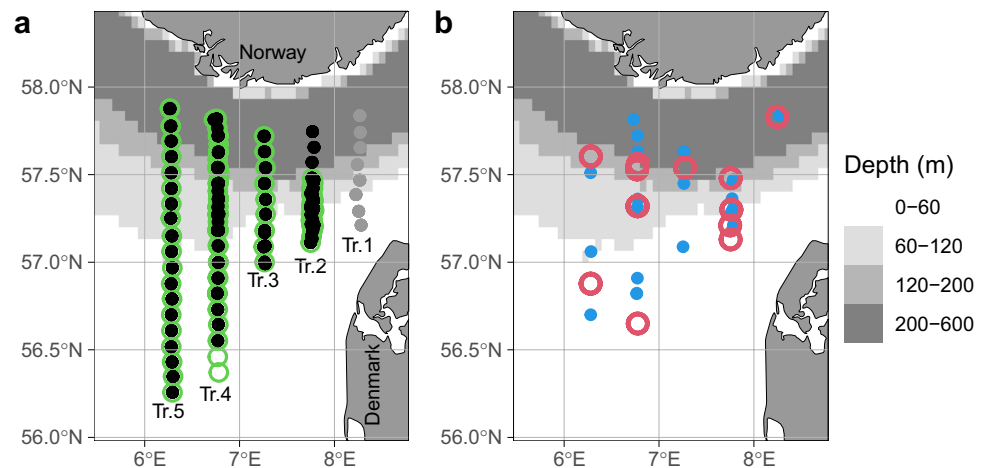 a
b
Norway
58.0°N
57.5°N
57.0°N
56.5°N
56.0°N
Tr.1
Tr.2
Tr.3
Tr.4
Tr.5
Denmark
6°E
7°E
8°E
58.0°N
57.5°N
57.0°N
56.5°N
56.0°N
6°E
7°E
8°E
Depth (m)
0−60
60−120
120−200
200−600